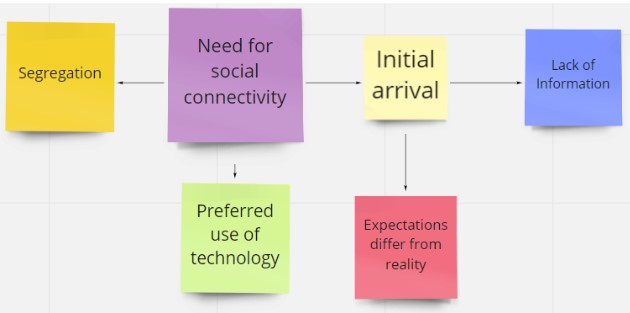 Segregation
Need for
social
connectivity
Initial
arrival
Lack of
Information
Preferred
use of
technology
Expectations
differ from
reality